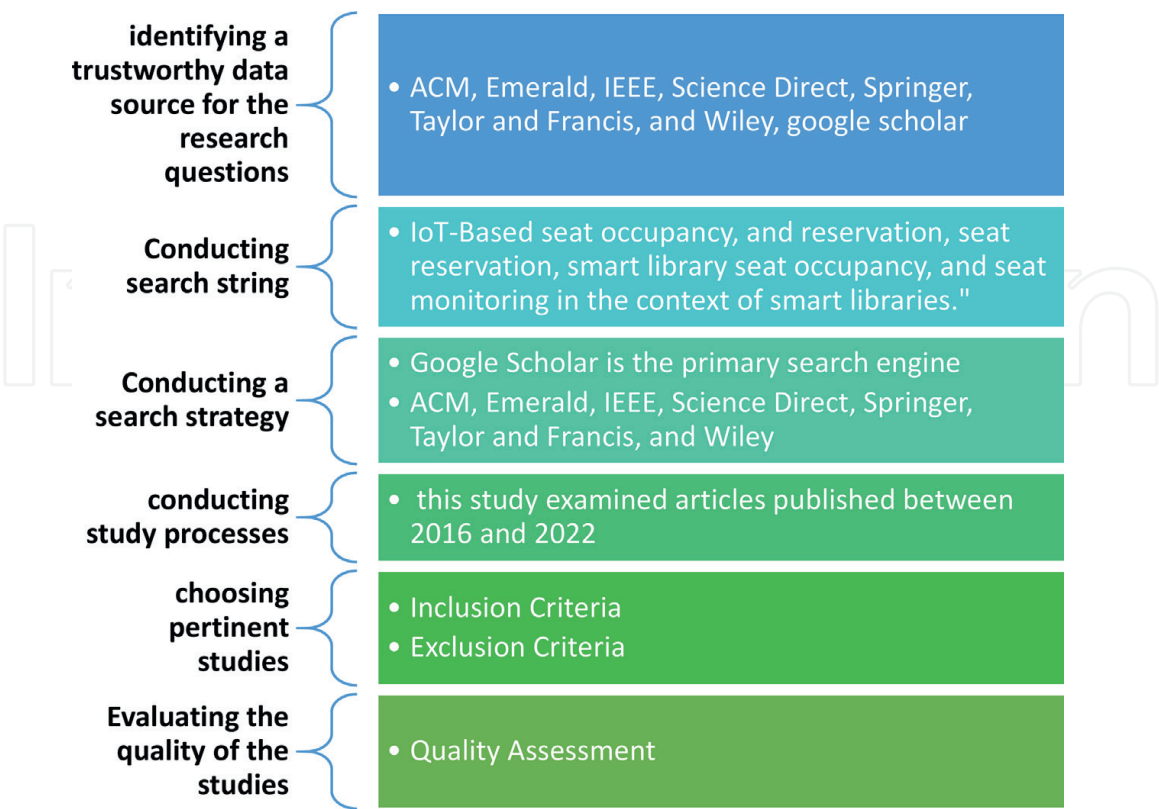 identifying a
trustworthy data
source for the
research
questions
• ACM, Emerald, IEEE, Science Direct, Springer,
Taylor and Francis, and Wiley, google scholar
Conducting
search string
• IoT-Based seat occupancy, and reservation, seat
reservation, smart library seat occupancy, and seat
monitoring in the context of smart libraries."
Conducting a
search strategy
• Google Scholar is the primary search engine
• ACM, Emerald, IEEE, Science Direct, Springer,
Taylor and Francis, and Wiley
conducting
study processes
• this study examined articles published between
2016 and 2022
choosing
pertinent
studies
• Inclusion Criteria
• Exclusion Criteria
Evaluating the
quality of the
studies
• Quality Assessment